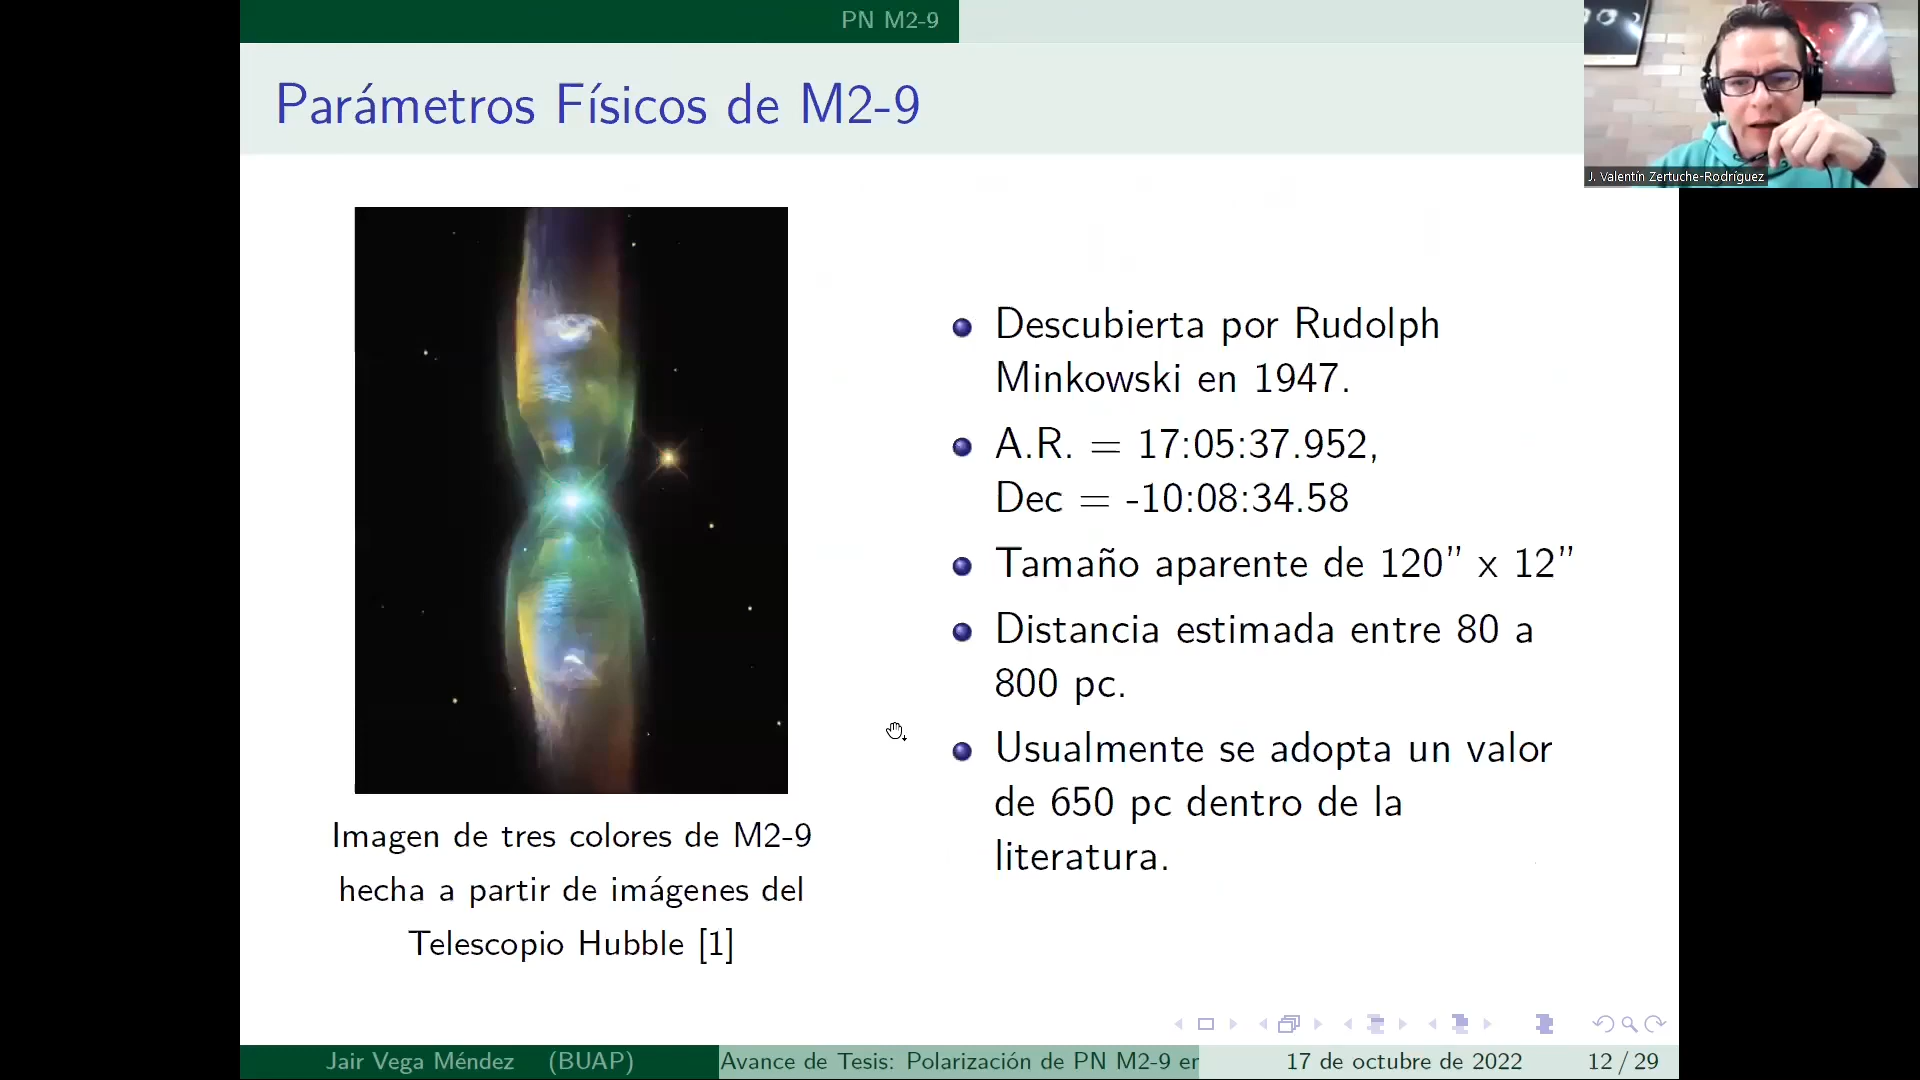 PN M2-9
Parámetros Físicos de M2-9
J. Valentín Zertuche-Rodríguez
Descubierta por Rudolph
Minkowski en 1947.
A.R. = 17:05:37.952,
Dec = -10:08:34.58
Tamaño aparente de 120” x 12”
Distancia estimada entre 80 a
800 pc.
Usualmente se adopta un valor
de 650 pc dentro de la
literatura.
Imagen de tres colores de M2-9
hecha a partir de imágenes del
Telescopio Hubble [1]
Jair Vega Méndez (BUAP)
Avance de Tesis: Polarización de PN M2-9 er
17 de octubre de 2022
12 / 29